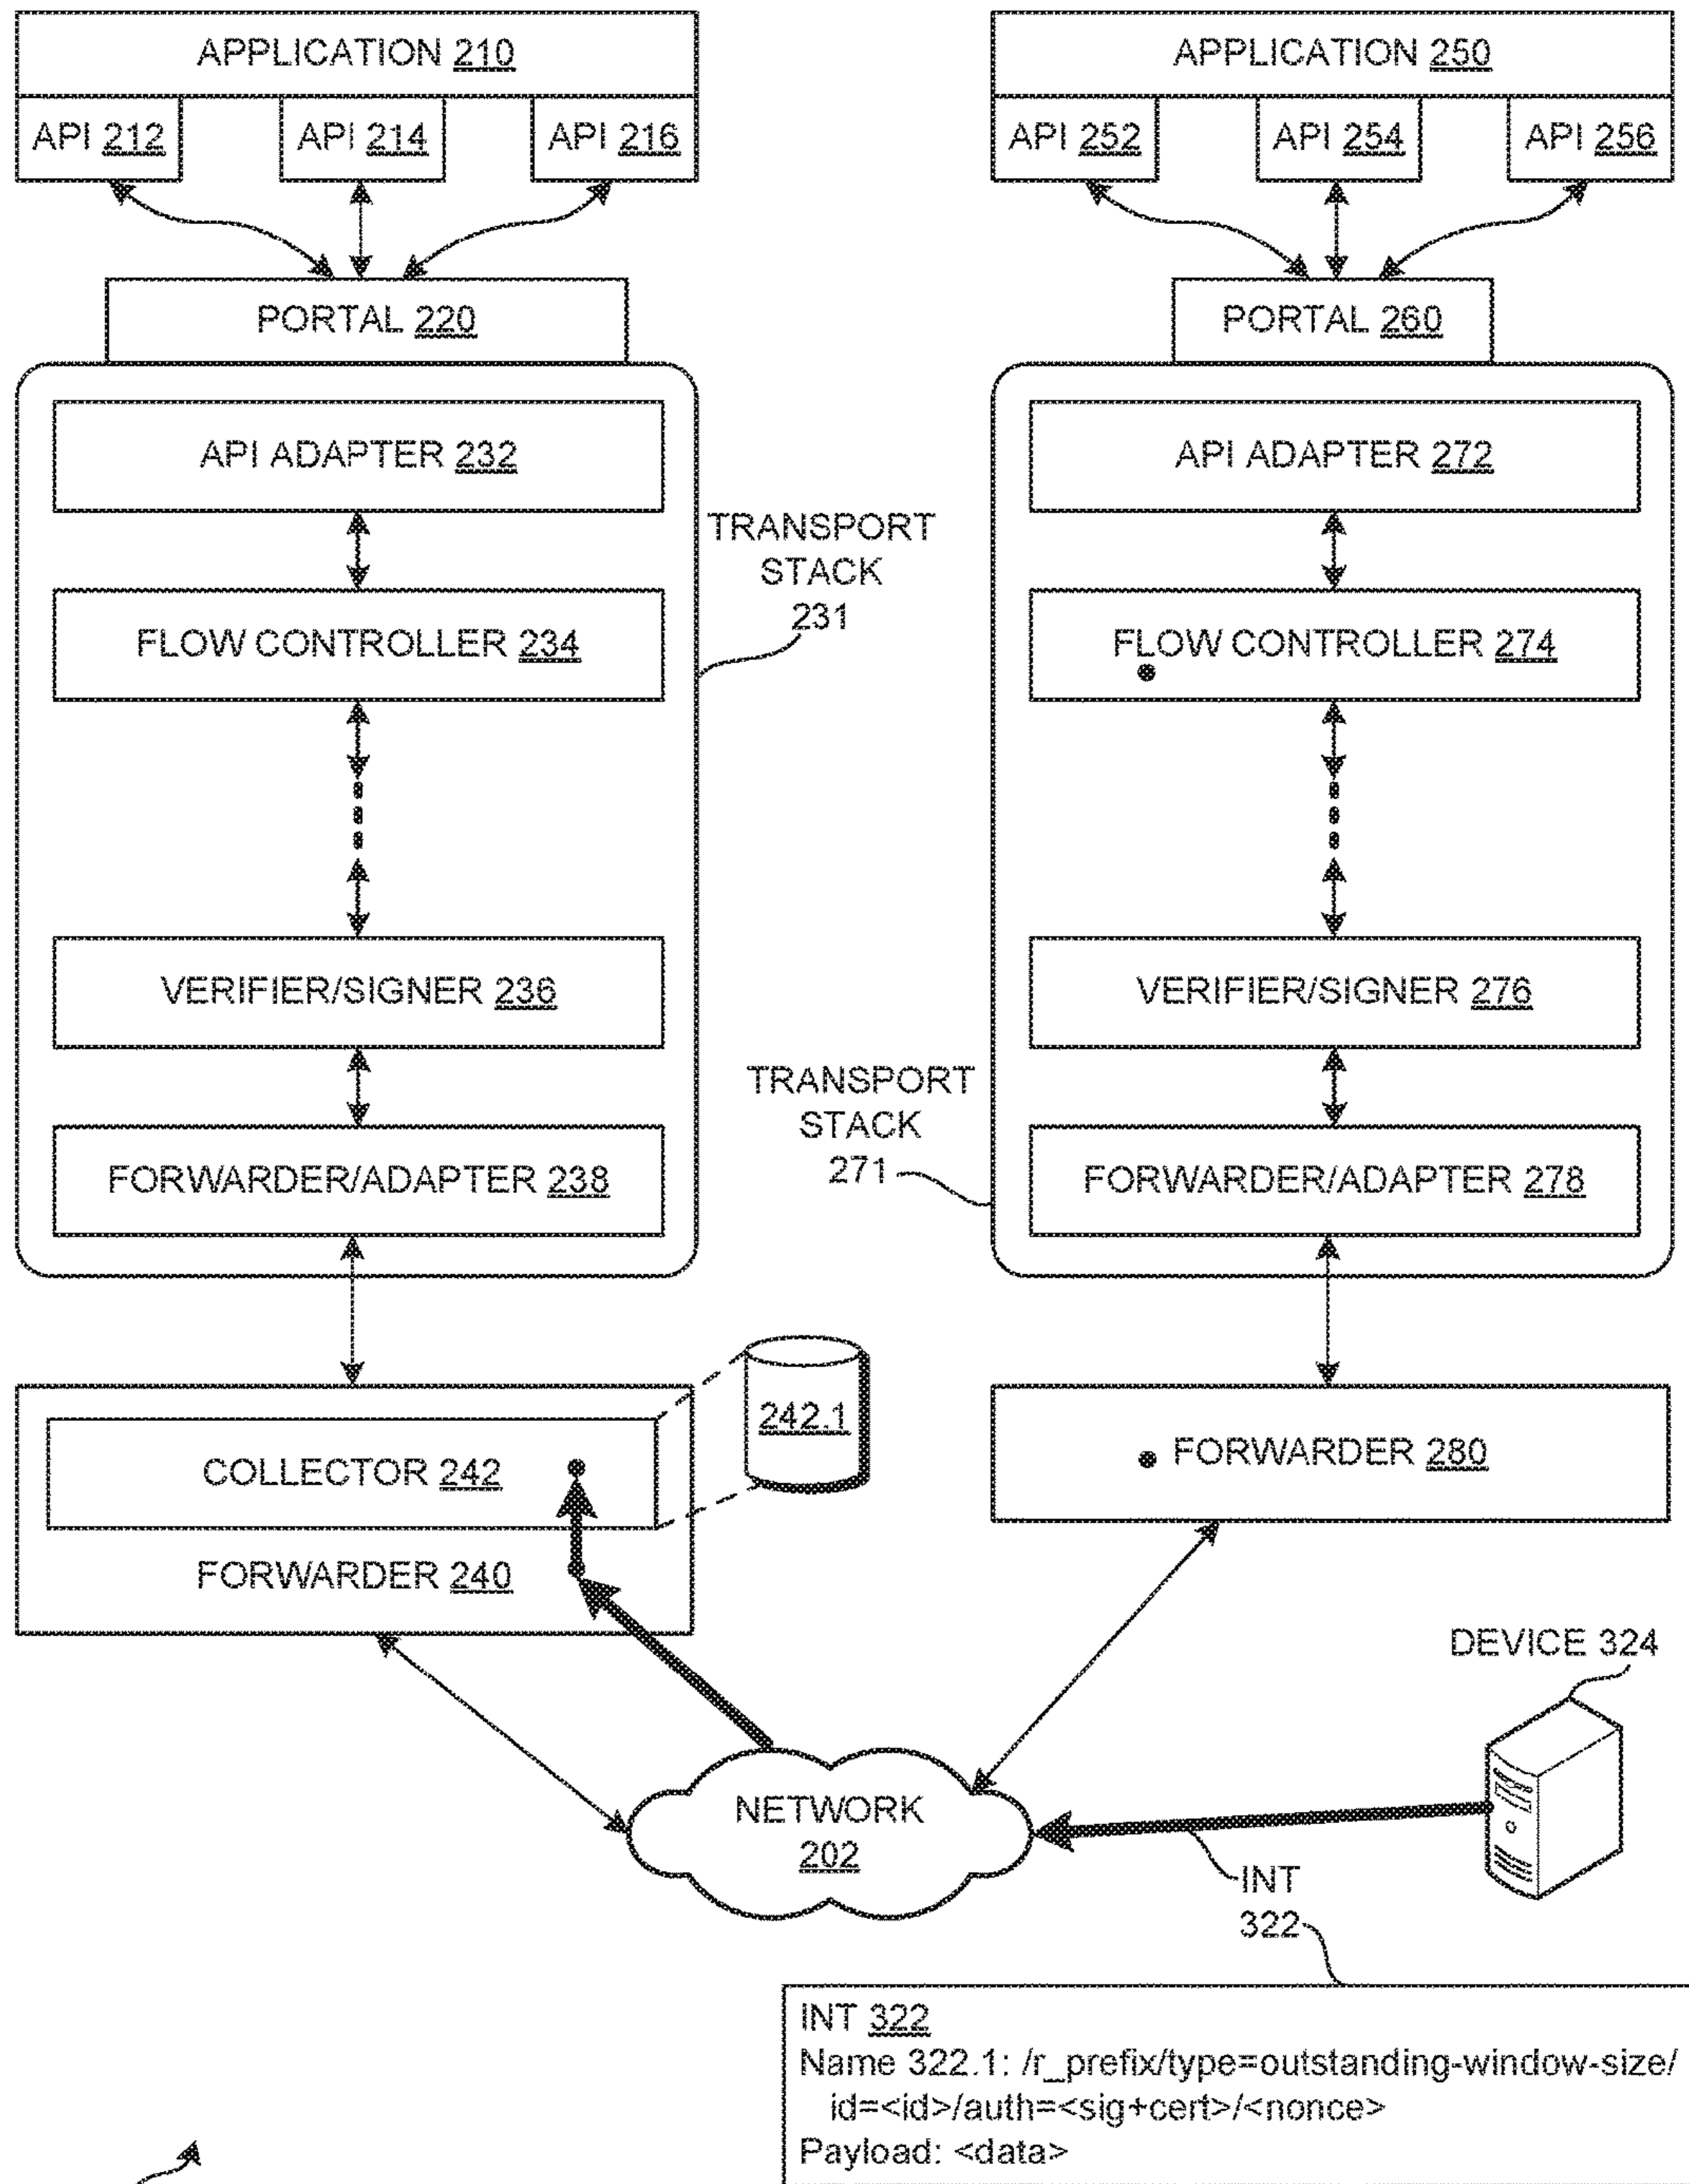 APPLICATION 210
API 212
API 214
API 216
PORTAL 220
API ADAPTER 232
FLOW CONTROLLER 234
VERIFIER/SIGNER 236
FORWARDER/ADAPTER 238
TRANSPORT
STACK
231
COLLECTOR 242
FORWARDER 240
242.1
APPLICATION 250
API 252
API 254
API 256
PORTAL 260
API ADAPTER 272
FLOW CONTROLLER 274
VERIFIER/SIGNER 276
FORWARDER/ADAPTER 278
TRANSPORT
STACK
271
FORWARDER 280
DEVICE 324
NETWORK
202
INT
322
INT 322
Name 322.1: /r_prefix/type=outstanding-window-size/
id=<id>/auth=<sig+cert>/<nonce>
Payload: <data>